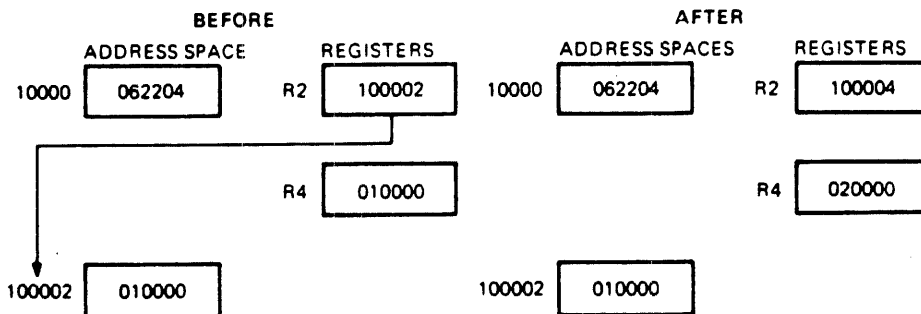 BEFORE
AFTER
ADDRESS SPACE REGISTERS
ADDRESS SPACES REGISTERS
10000 062204 R2 100002
10000 062204 R2 100004
R4 010000
R4 020000
100002 010000
100002 010000